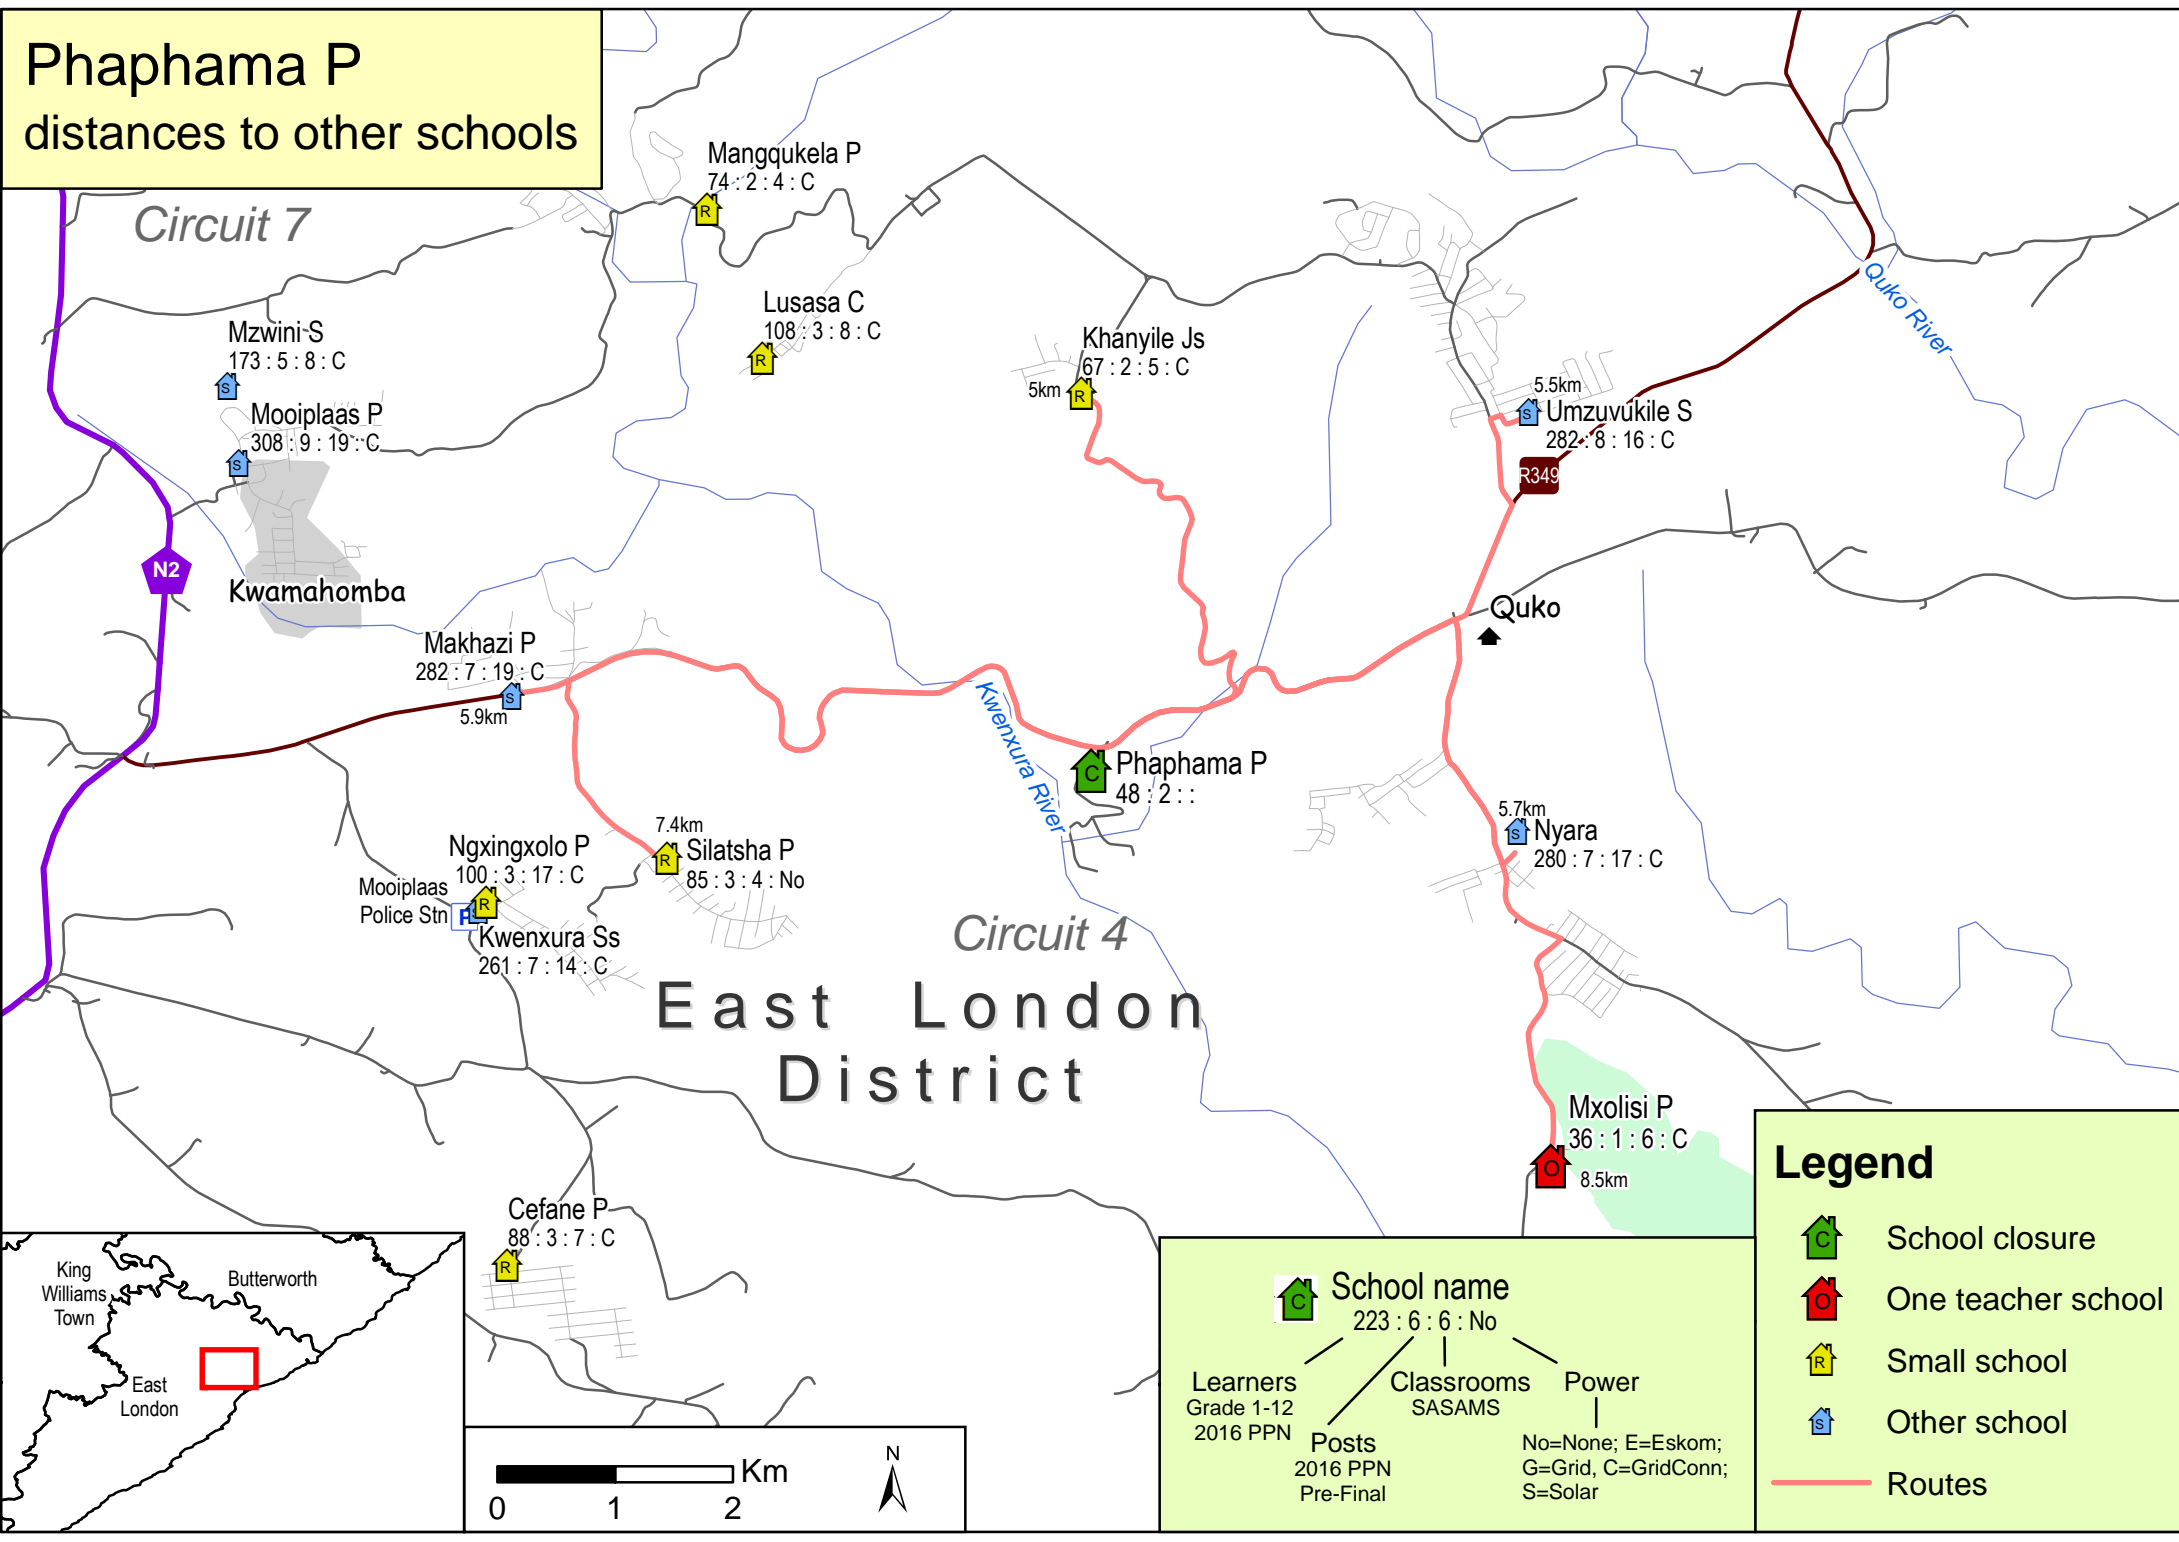 Phaphama P
distances to other schools
Circuit 7
Mangqukela P
74 : 2 : 4 : C
R
Lusasa C
108 : 3 : 8 : C
R
Mzwini S
173 : 5 : 8 : C
S
Mooiplaas P
308 : 9 : 19 : C
S
Khanyile Js
67 : 2 : 5 : C
5km
R
5.5km
S
Umzuvukile S
282 : 8 : 16 : C
R349
Quko River
N2
Kwamahomba
Quko
Makhazi P
282 : 7 : 19 : C
S
5.9km
Kwenxura River
C
Phaphama P
48 : 2 : :
5.7km
S
Nyara
280 : 7 : 17 : C
7.4km
R
Silatsha P
85 : 3 : 4 : No
Ngxingxolo P
100 : 3 : 17 : C
R
Mooiplaas
Police Stn
P
Kwenxura Ss
261 : 7 : 14 : C
Circuit 4
East London
District
Mxolisi P
36 : 1 : 6 : C
O
8.5km
Cefane P
88 : 3 : 7 : C
R
King
Williams
Town
Butterworth
East
London
Km
0 1 2
N
C
School name
223 : 6 : 6 : No
Learners
Grade 1-12
2016 PPN
Posts
2016 PPN
Pre-Final
Classrooms
SASAMS
Power
No=None; E=Eskom;
G=Grid, C=GridConn;
S=Solar
Legend
C School closure
O One teacher school
R Small school
S Other school
Routes